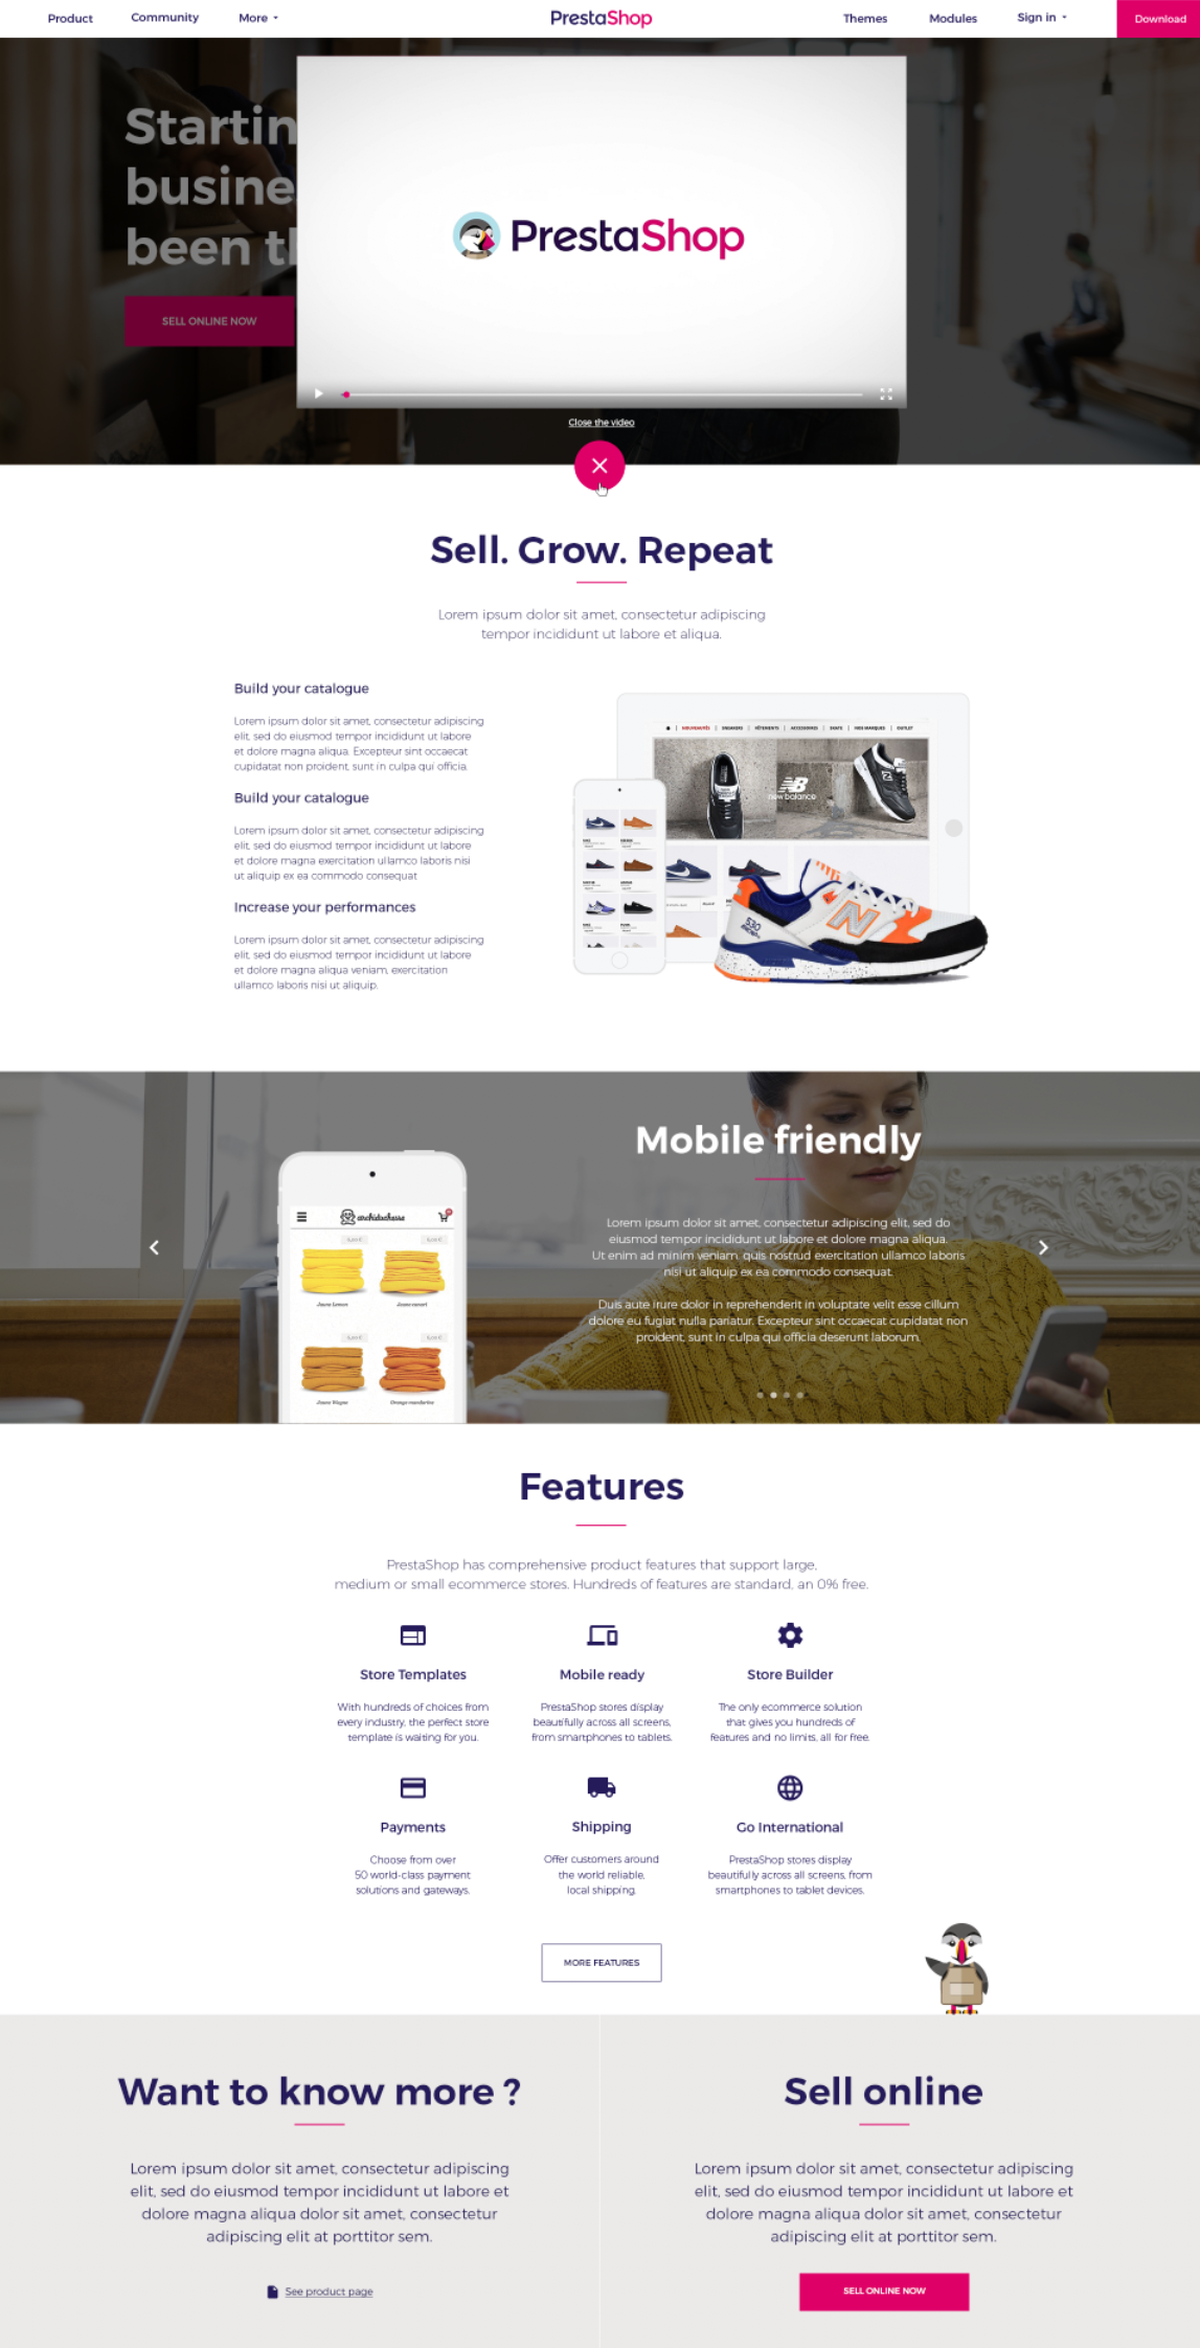 Product
Community
More
PrestaShop
Themes
Modules
Sign in
Download
Startin
busine
been t
SELL ONLINE NOW
PrestaShop
Close the video
Sell. Grow. Repeat
Lorem ipsum dolor sit amet, consectetur adipiscing
tempor incididunt ut labore et aliqua.
Build your catalogue
Lorem ipsum dolor sit amet, consectetur adipiscing
elit, sed do eiusmod tempor incididunt ut labore
et dolore magna aliqua. Excepteur sint occaecat
cupidatat non proident, sunt in culpa qui officia.
Build your catalogue
Lorem ipsum dolor sit amet, consectetur adipiscing
elit, sed do eiusmod tempor incididunt ut labore
et dolore magna exercitation ullamco laboris nisi
ut aliquip ex ea commodo consequat
Increase your performances
Lorem ipsum dolor sit amet, consectetur adipiscing
elit, sed do eiusmod tempor incididunt ut labore
et dolore magna aliqua veniam, exercitation
ullamco laboris nisi ut aliquip.
NOUVEAUTÉS | SNEAKERS | VÊTEMENTS | ACCESSOIRES | SKATE | NOS MARQUES | OUTLET
NB
new balance
N
530
Mobile friendly
archiduchesse
Jaune Lemon
Jaune canari
Orange mandarine
Lorem ipsum dolor sit amet, consectetur adipiscing elit, sed do
eiusmod tempor incididunt ut labore et dolore magna aliqua.
Ut enim ad minim veniam, quis nostrud exercitation ullamco laboris
nisi ut aliquip ex ea commodo consequat.
Duis aute irure dolor in reprehenderit in voluptate velit esse cillum
dolore eu fugiat nulla pariatur. Excepteur sint occaecat cupidatat non
proident, sunt in culpa qui officia deserunt laborum.
Features
PrestaShop has comprehensive product features that support large,
medium or small ecommerce stores. Hundreds of features are standard, an 0% free.
Store Templates
With hundreds of choices from
every industry, the perfect store
template is waiting for you.
Mobile ready
PrestaShop stores display
beautifully across all screens,
from smartphones to tablets.
Store Builder
The only ecommerce solution
that gives you hundreds of
features and no limits, all for free.
Payments
Choose from over
50 world-class payment
solutions and gateways.
Shipping
Offer customers around
the world reliable,
local shipping.
Go International
PrestaShop stores display
beautifully across all screens, from
smartphones to tablet devices.
MORE FEATURES
Want to know more ?
Lorem ipsum dolor sit amet, consectetur adipiscing
elit, sed do eiusmod tempor incididunt ut labore et
dolore magna aliqua dolor sit amet, consectetur
adipiscing elit at porttitor sem.
See product page
Sell online
Lorem ipsum dolor sit amet, consectetur adipiscing
elit, sed do eiusmod tempor incididunt ut labore et
dolore magna aliqua dolor sit amet, consectetur
adipiscing elit at porttitor sem.
SELL ONLINE NOW